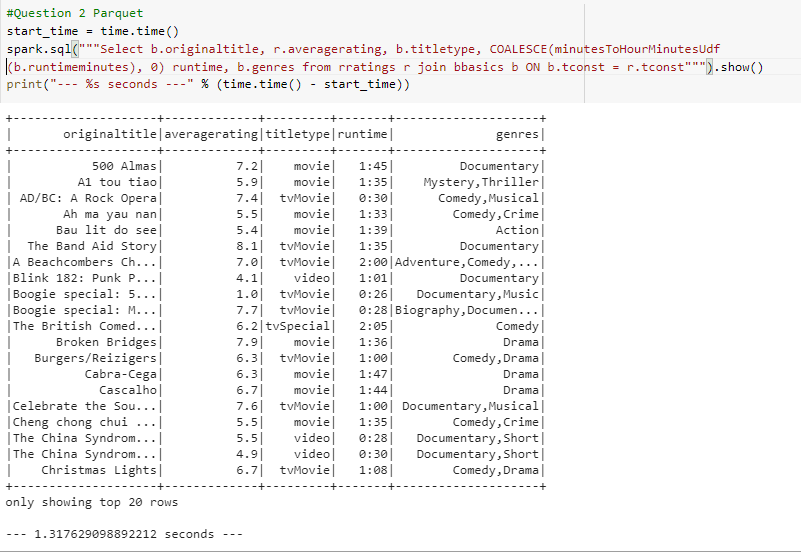 #Question 2 Parquet
start_time = time.time()
spark.sql("""Select b.originaltitle, r.averagerating, b.titletype, COALESCE(minutesToHourMinutesUdf
(b.runtimeminutes), 0) runtime, b.genres from rratings r join bbasics b ON b.tconst = r.tconst""").show()
print("--- %s seconds ---" % (time.time() - start_time))
+--------------------+-------------+---------+-------+--------------------+
|       originaltitle|averagerating|titletype|runtime|              genres|
+--------------------+-------------+---------+-------+--------------------+
|           500 Almas|          7.2|    movie|   1:45|         Documentary|
|         A1 tou tiao|          5.9|    movie|   1:35|    Mystery,Thriller|
| AD/BC: A Rock Opera|          7.4|  tvMovie|   0:30|      Comedy,Musical|
|       Ah ma yau nan|          5.5|    movie|   1:33|        Comedy,Crime|
|      Bau lit do see|          5.4|    movie|   1:39|              Action|
|  The Band Aid Story|          8.1|  tvMovie|   1:35|         Documentary|
|A Beachcombers Ch...|          7.0|  tvMovie|   2:00|Adventure,Comedy,...|
|Blink 182: Punk P...|          4.1|    video|   1:01|         Documentary|
|Boogie special: 5...|          1.0|  tvMovie|   0:26|   Documentary,Music|
|Boogie special: M...|          7.7|  tvMovie|   0:28|Biography,Documen...|
|The British Comed...|          6.2|tvSpecial|   2:05|              Comedy|
|      Broken Bridges|          7.9|    movie|   1:36|               Drama|
|   Burgers/Reizigers|          6.3|  tvMovie|   1:00|        Comedy,Drama|
|          Cabra-Cega|          6.3|    movie|   1:47|               Drama|
|            Cascalho|          6.7|    movie|   1:44|               Drama|
|Celebrate the Sou...|          7.6|  tvMovie|   1:00| Documentary,Musical|
|Cheng chong chui ...|          5.5|    movie|   1:35|        Comedy,Crime|
|The China Syndrom...|          5.5|    video|   0:28|   Documentary,Short|
|The China Syndrom...|          4.9|    video|   0:30|   Documentary,Short|
|    Christmas Lights|          6.7|  tvMovie|   1:08|        Comedy,Drama|
+--------------------+-------------+---------+-------+--------------------+
only showing top 20 rows
--- 1.317629098892212 seconds ---